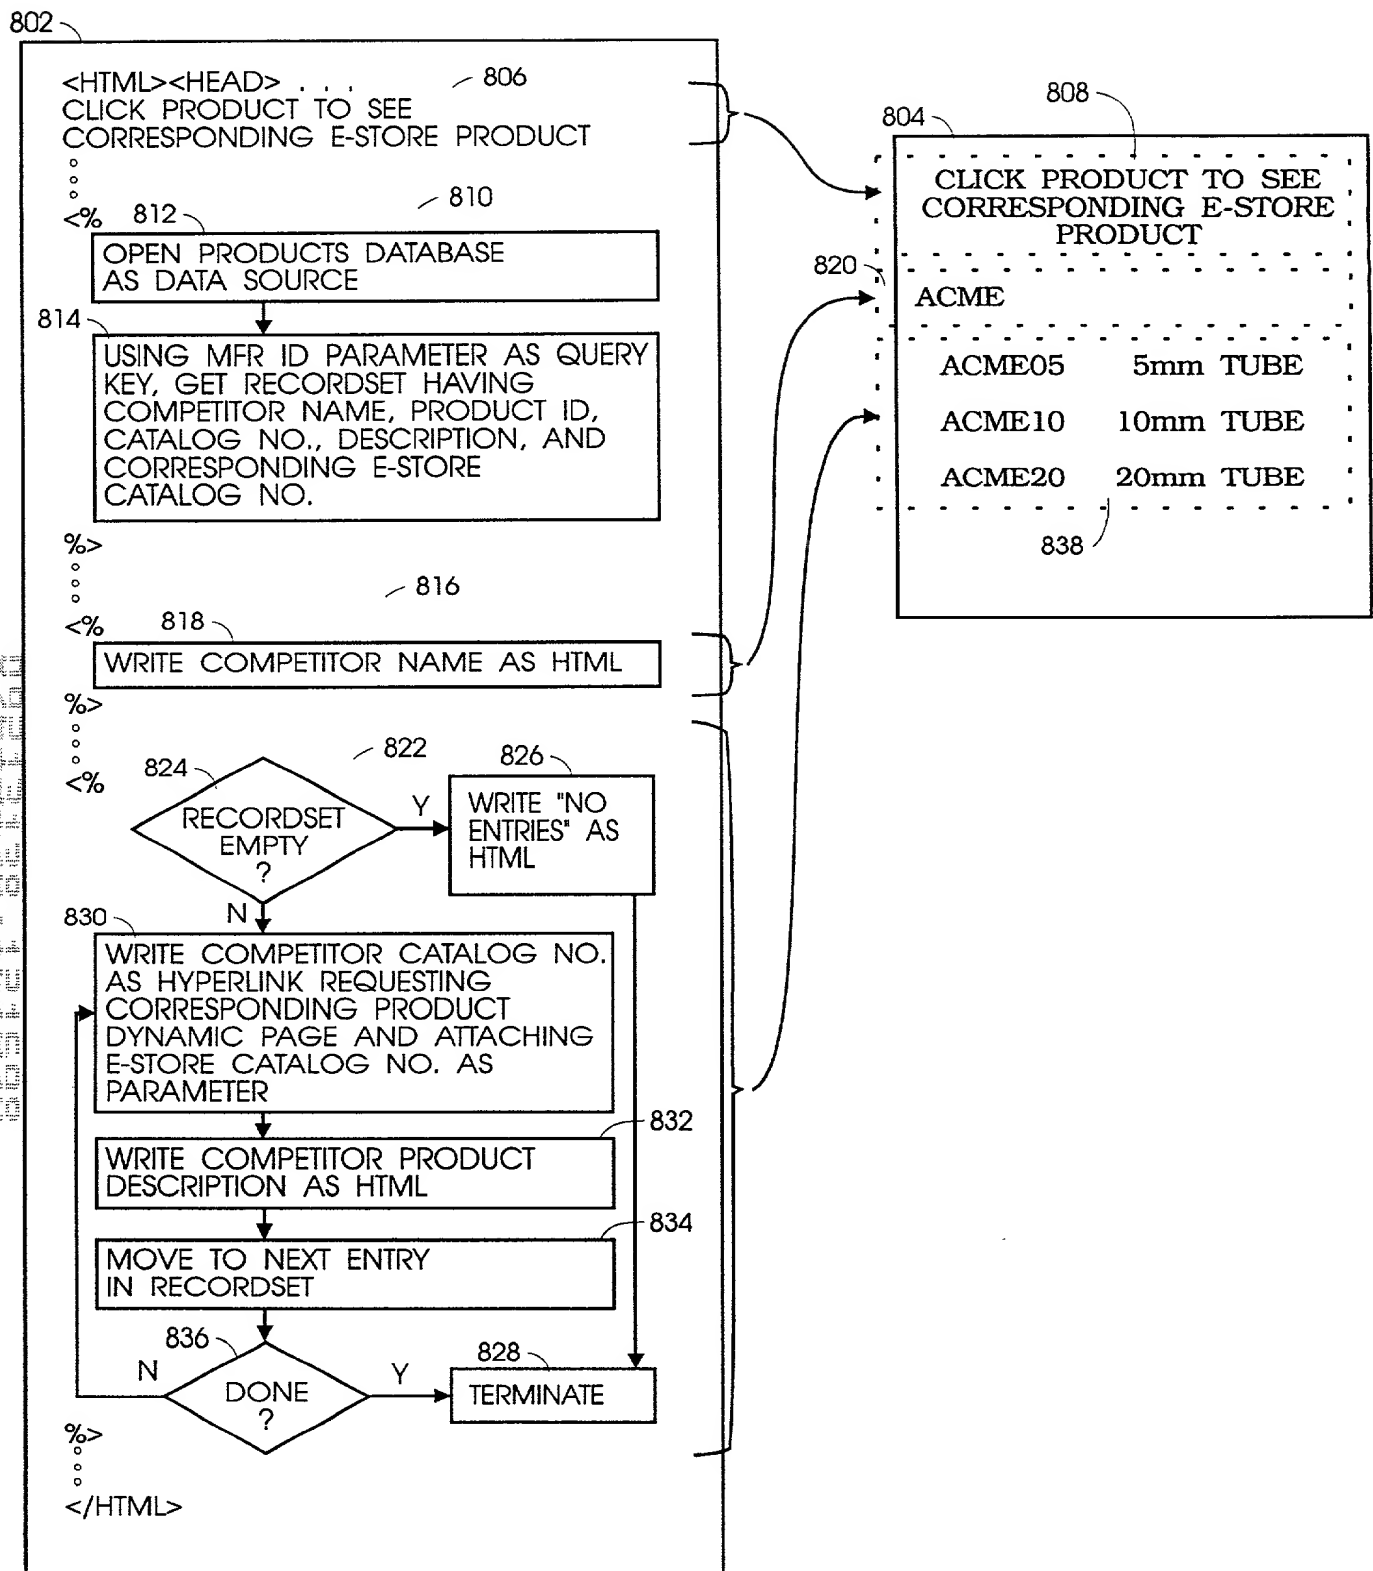 802
<HTML><HEAD> . . .
806
CLICK PRODUCT TO SEE
CORRESPONDING E-STORE PRODUCT
<%
810
812
OPEN PRODUCTS DATABASE
AS DATA SOURCE
814
USING MFR ID PARAMETER AS QUERY
KEY, GET RECORDSET HAVING
COMPETITOR NAME, PRODUCT ID,
CATALOG NO., DESCRIPTION, AND
CORRESPONDING E-STORE
CATALOG NO.
%>
816
<%
818
WRITE COMPETITOR NAME AS HTML
%>
822
<%
824
RECORDSET
EMPTY
?
Y
826
WRITE "NO
ENTRIES" AS
HTML
N
830
WRITE COMPETITOR CATALOG NO.
AS HYPERLINK REQUESTING
CORRESPONDING PRODUCT
DYNAMIC PAGE AND ATTACHING
E-STORE CATALOG NO. AS
PARAMETER
832
WRITE COMPETITOR PRODUCT
DESCRIPTION AS HTML
834
MOVE TO NEXT ENTRY
IN RECORDSET
836
N
DONE
?
Y
828
TERMINATE
%>
</HTML>
804
808
CLICK PRODUCT TO SEE
CORRESPONDING E-STORE
PRODUCT
820
ACME
ACME05 5mm TUBE
ACME10 10mm TUBE
ACME20 20mm TUBE
838